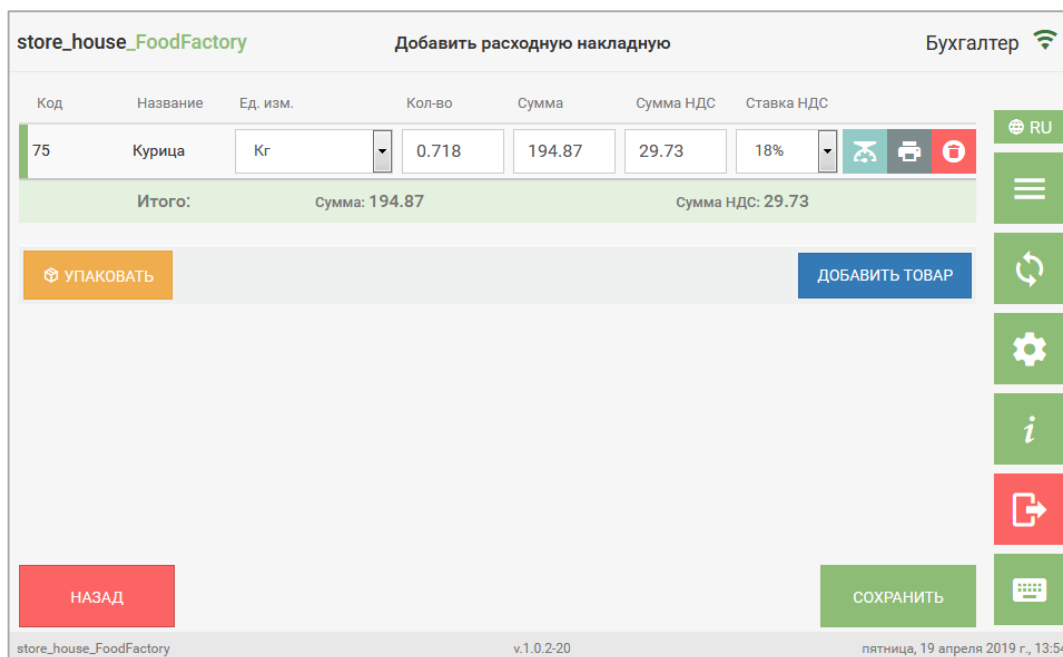 store_house_FoodFactory Добавить расходную накладную Бухгалтер
Код Название Ед. изм. Кол-во Сумма Сумма НДС Ставка НДС
RU
75 Курица Кг 0.718 194.87 29.73 18%
Итого: Сумма: 194.87 Сумма НДС: 29.73
УПАКОВАТЬ ДОБАВИТЬ ТОВАР
i
НАЗАД СОХРАНИТЬ
store_house_FoodFactory v.1.0.2-20 пятница, 19 апреля 2019 г., 13:54